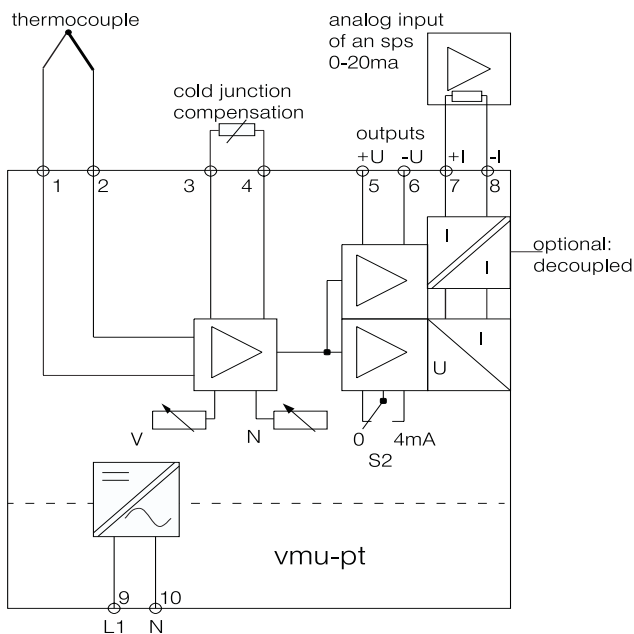 thermocouple
analog input
of an sps
0-20ma
cold junction
compensation
outputs
+U -U +I -I
1 2 3 4 5 6 7 8
I
I
optional:
decoupled
I
U
V N
0 4mA
S2
vmu-pt
9 10
L1 N